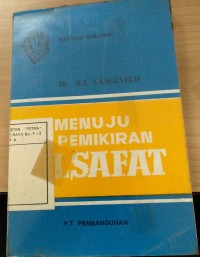 Dr. M.J. LANGEVELD
MENUJU
PEMIKIRAN
LSAFAT
P.T. PEMBANGUNAN